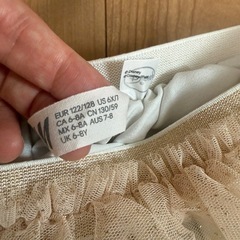 EUR 122/128 US 6X/7
CA 6-8A CN 130/59
MX 6-8A AUS 7-8
UK 6-8Y